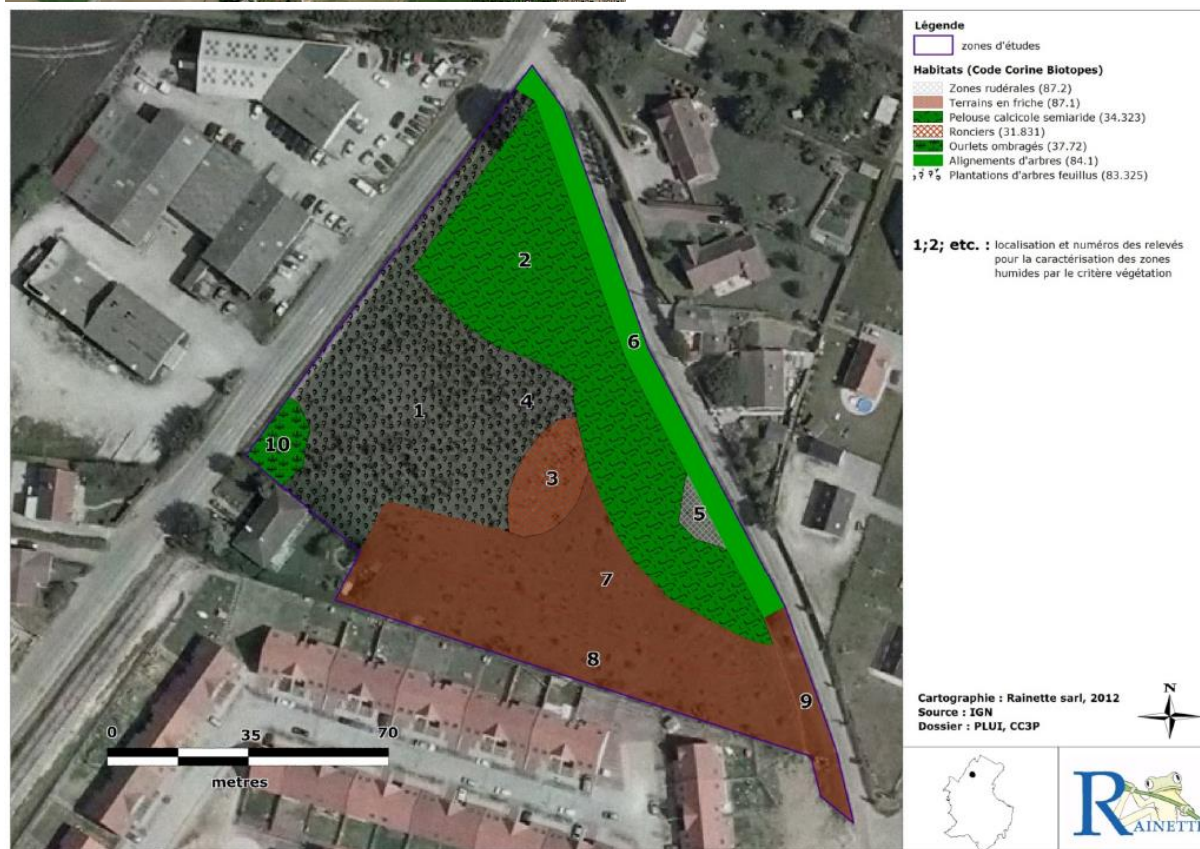 Légende
zones d'études
Habitats (Code Corine Biotopes)
Zones rudérales (87.2)
Terrains en friche (87.1)
Pelouse calcicole semiaride (34.323)
Ronciers (31.831)
Ourlets ombragés (37.72)
Alignements d'arbres (84.1)
Plantations d'arbres feuillus (83.325)
1;2; etc. : localisation et numéros des relevés
pour la caractérisation des zones
humides par le critère végétation
2
6
1
4
10
3
5
7
8
9
0 35 70
metres
Cartographie : Rainette sarl, 2012
Source : IGN
Dossier : PLUI, CC3P
N
RAINETTE